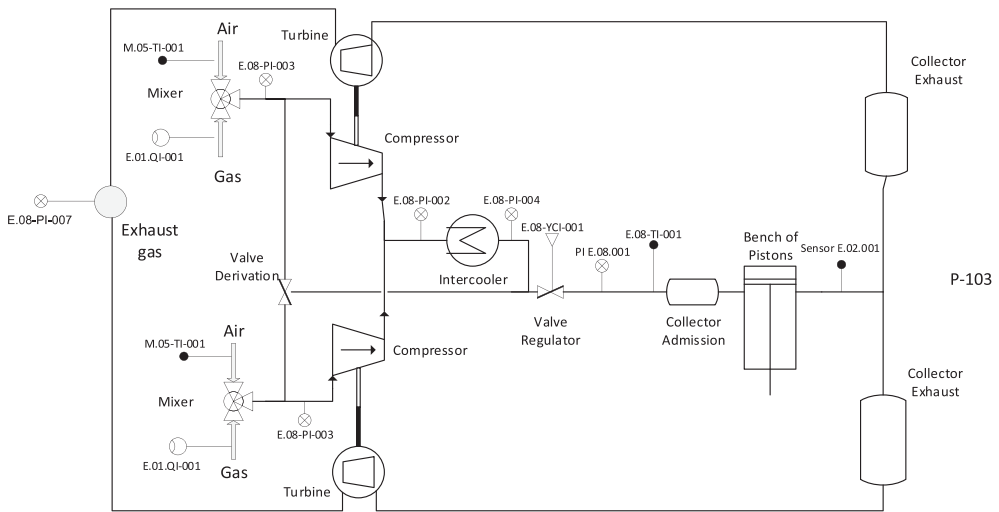 Air
Turbine
M.05-TI-001
E.08-PI-003
Mixer
E.01.QI-001
Gas
Compressor
Collector
Exhaust
E.08-PI-007
Exhaust
gas
E.08-PI-002
E.08-PI-004
E.08-YCI-001
Intercooler
PI E.08.001
E.08-TI-001
Bench of
Pistons
Sensor E.02.001
P-103
Valve
Derivation
Valve
Regulator
Collector
Admission
Air
M.05-TI-001
Compressor
Mixer
E.08-PI-003
E.01.QI-001
Gas
Turbine
Collector
Exhaust